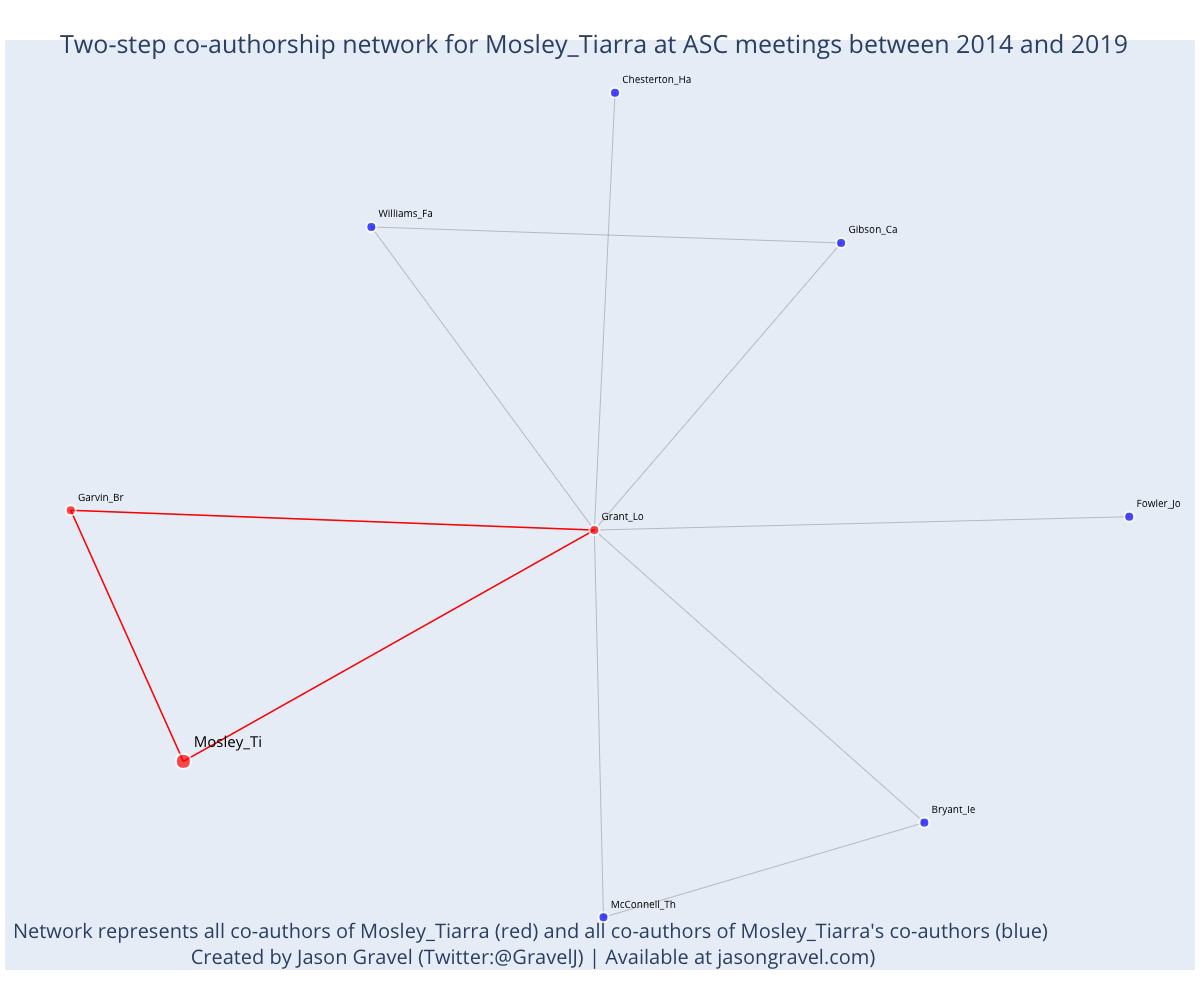 Two-step co-authorship network for Mosley_Tiarra at ASC meetings between 2014 and 2019
Chesterton_Ha
Williams_Fa
Gibson_Ca
Garvin_Br
Grant_Lo
Fowler_Jo
Mosley_Ti
Bryant_Ie
McConnell_Th
Network represents all co-authors of Mosley_Tiarra (red) and all co-authors of Mosley_Tiarra's co-authors (blue)
Created by Jason Gravel (Twitter:@GravelJ) | Available at jasongravel.com)